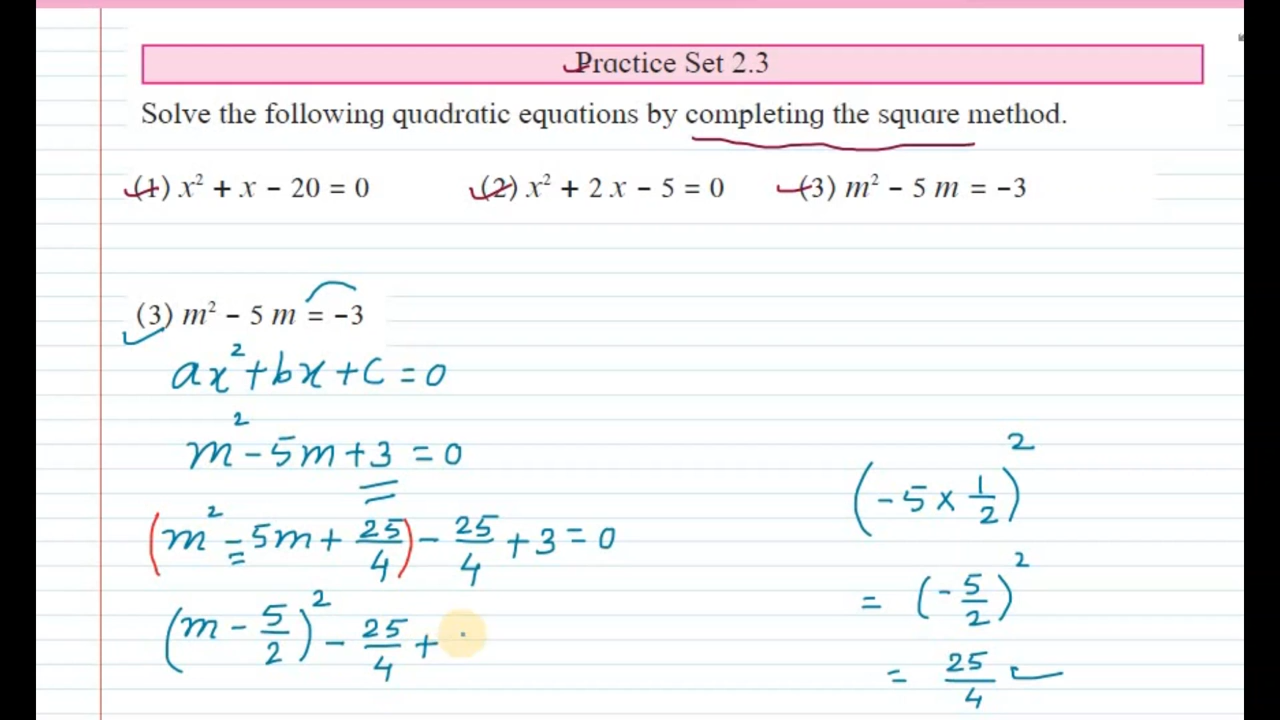 Practice Set 2.3
Solve the following quadratic equations by completing the square method.
(1) x² + x − 20 = 0 (2) x² + 2 x − 5 = 0 (3) m² − 5 m = −3
(3) m² − 5 m = −3
ax² + bx + c = 0
m² - 5m + 3 = 0
(m² - 5m + 25/4) - 25/4 + 3 = 0
(m - 5/2)² - 25/4 +
(-5 × 1/2)²
= (-5/2)²
= 25/4